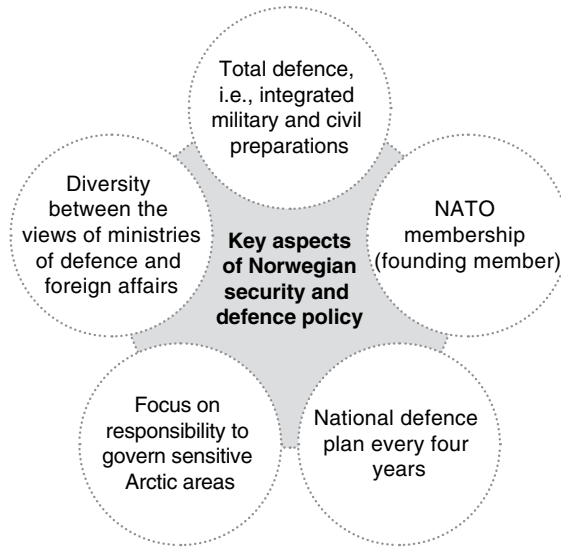 Total defence,
i.e., integrated
military and civil
preparations
Diversity
between the
views of ministries
of defence and
foreign affairs
Key aspects
of Norwegian
security and
defence policy
NATO
membership
(founding member)
Focus on
responsibility to
govern sensitive
Arctic areas
National defence
plan every four
years